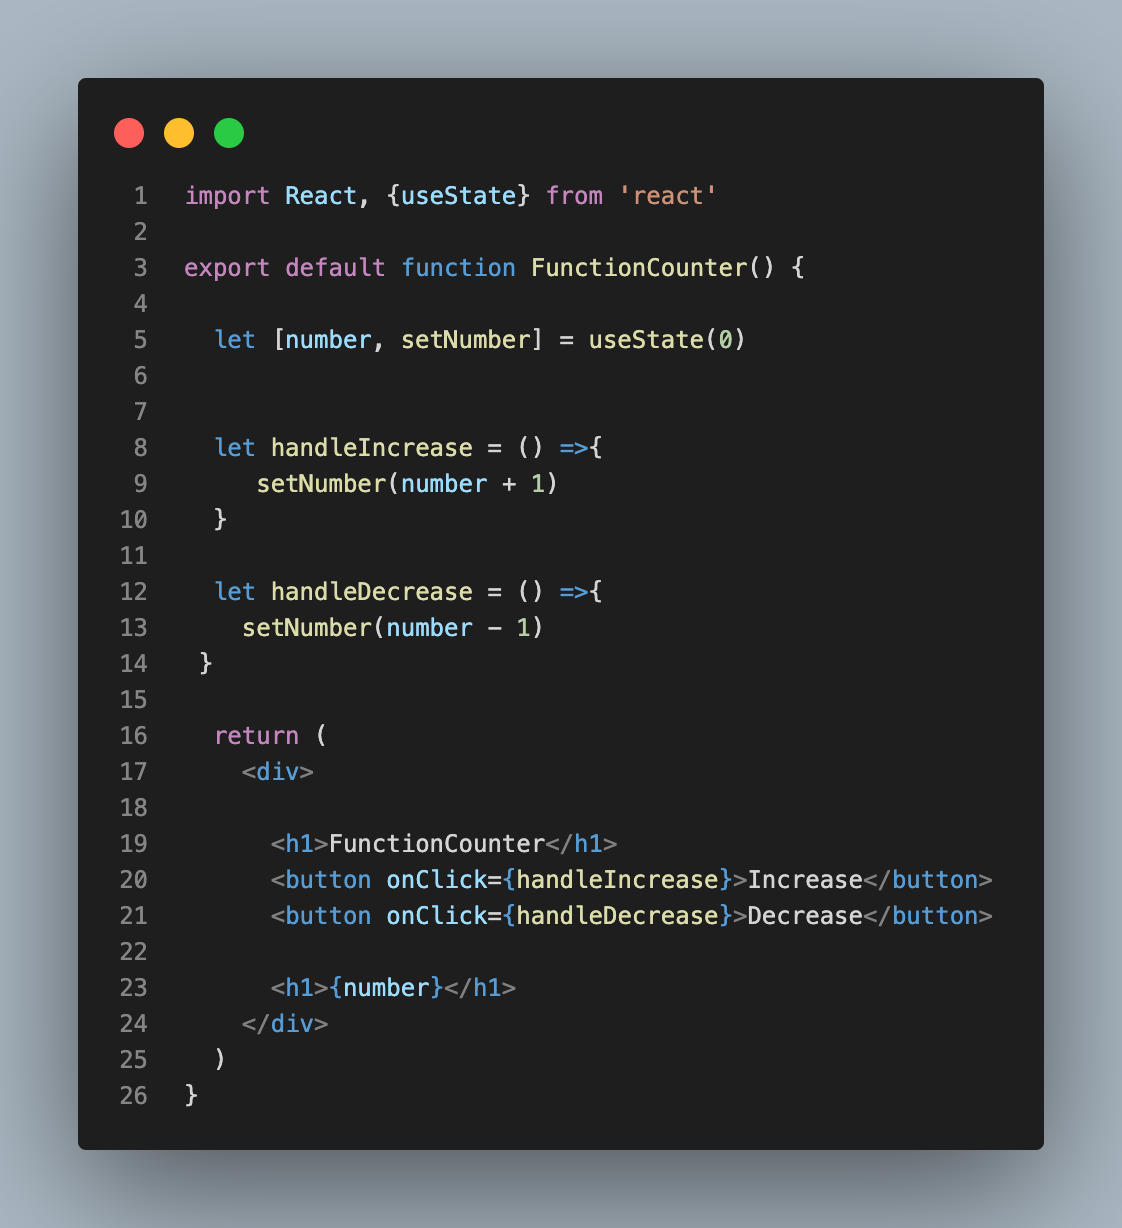 1 import React, {useState} from 'react'
2
3 export default function FunctionCounter() {
4
5   let [number, setNumber] = useState(0)
6
7
8   let handleIncrease = () =>{
9      setNumber(number + 1)
10   }
11
12   let handleDecrease = () =>{
13     setNumber(number - 1)
14  }
15
16   return (
17     <div>
18
19       <h1>FunctionCounter</h1>
20       <button onClick={handleIncrease}>Increase</button>
21       <button onClick={handleDecrease}>Decrease</button>
22
23       <h1>{number}</h1>
24     </div>
25   )
26 }